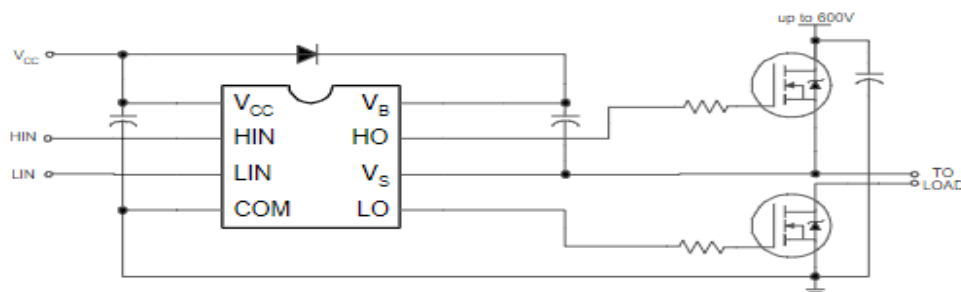 up to 600V
VCC
VCC VB
HIN HIN HO
LIN LIN VS TO
LOAD
COM LO